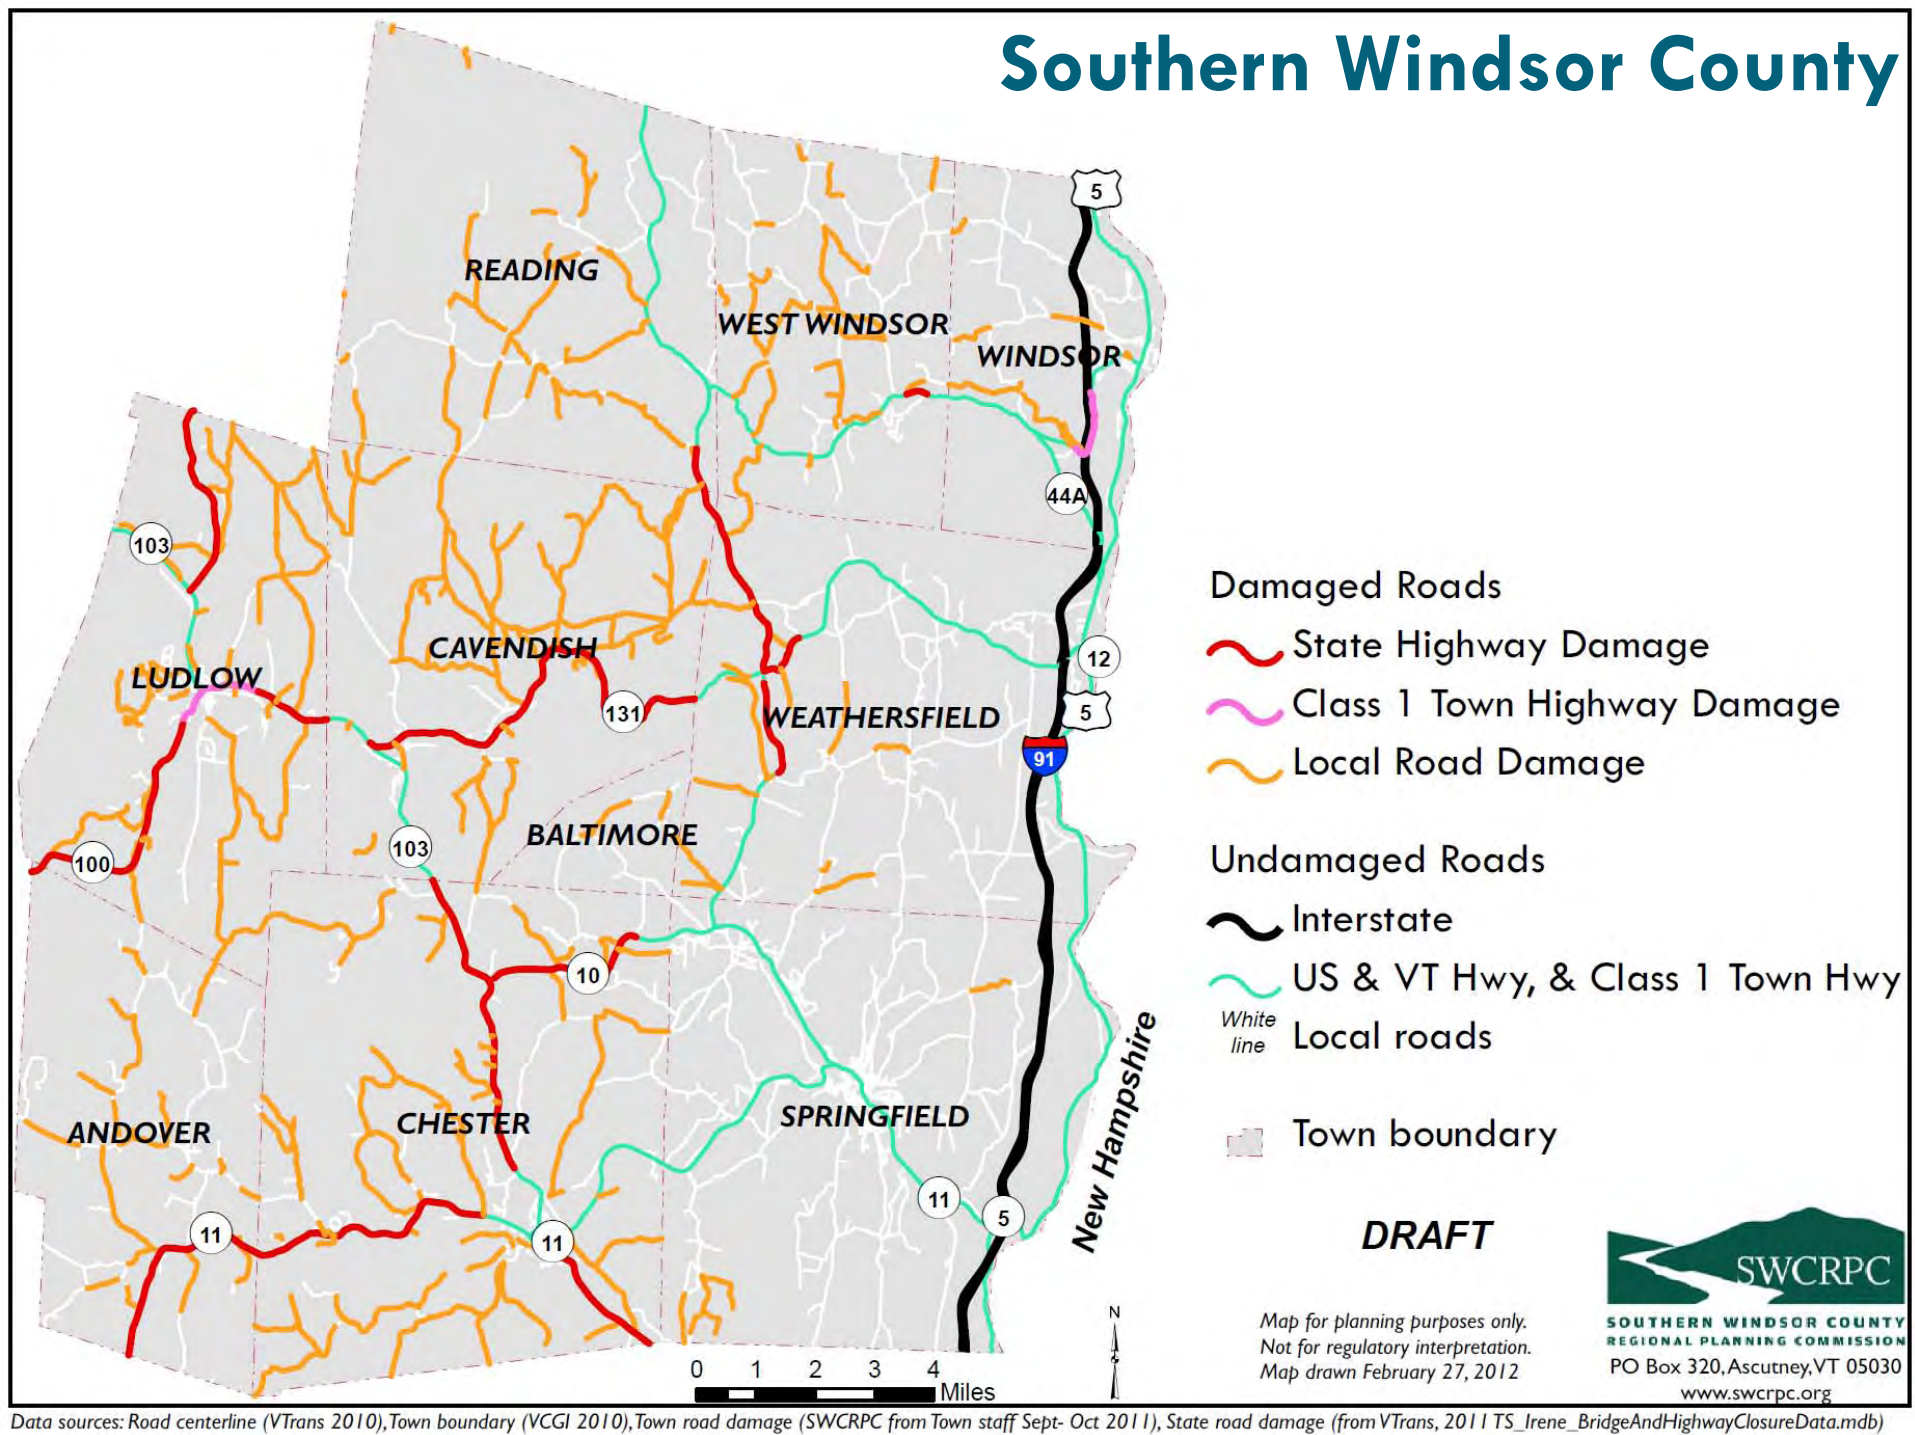 Southern Windsor County
5
READING
WEST WINDSOR
WINDSOR
44A
103
CAVENDISH
LUDLOW
12
131
5
WEATHERSFIELD
91
BALTIMORE
103
100
10
New Hampshire
ANDOVER
CHESTER
SPRINGFIELD
11
11
11
5
Damaged Roads
State Highway Damage
Class 1 Town Highway Damage
Local Road Damage
Undamaged Roads
Interstate
US & VT Hwy, & Class 1 Town Hwy
White
line
Local roads
Town boundary
DRAFT
Map for planning purposes only.
Not for regulatory interpretation.
Map drawn February 27, 2012
SWCRPC
SOUTHERN WINDSOR COUNTY
REGIONAL PLANNING COMMISSION
PO Box 320, Ascutney, VT 05030
www.swcrpc.org
N
0 1 2 3 4
Miles
Data sources: Road centerline (VTrans 2010), Town boundary (VCGI 2010), Town road damage (SWCRPC from Town staff Sept- Oct 2011), State road damage (from VTrans, 2011 TS_Irene_BridgeAndHighwayClosureData.mdb)